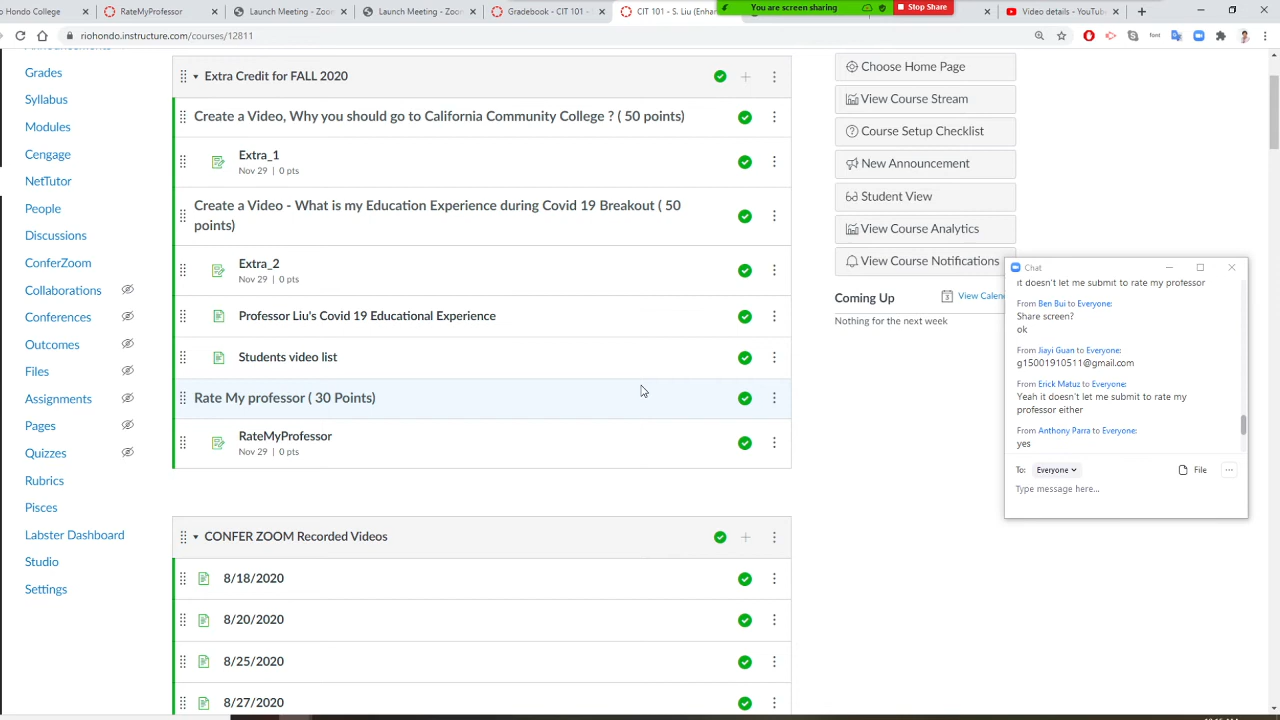 o Hondo College
RateMyProfessor
Launch Meeting - Zoo
Launch Meeting - Zoo
Gradebook - CIT 101 -
CIT 101 - S. Liu (Enha
You are screen sharing
Stop Share
Video details - YouTub
riohondo.instructure.com/courses/12811
Grades
Syllabus
Modules
Cengage
NetTutor
People
Discussions
ConferZoom
Collaborations
Conferences
Outcomes
Files
Assignments
Pages
Quizzes
Rubrics
Pisces
Labster Dashboard
Studio
Settings
Extra Credit for FALL 2020
Create a Video, Why you should go to California Community College ? ( 50 points)
Extra_1
Nov 29 | 0 pts
Create a Video - What is my Education Experience during Covid 19 Breakout ( 50
points)
Extra_2
Nov 29 | 0 pts
Professor Liu's Covid 19 Educational Experience
Students video list
Rate My professor ( 30 Points)
RateMyProfessor
Nov 29 | 0 pts
CONFER ZOOM Recorded Videos
8/18/2020
8/20/2020
8/25/2020
8/27/2020
Choose Home Page
View Course Stream
Course Setup Checklist
New Announcement
Student View
View Course Analytics
View Course Notifications
Coming Up
View Calen
Nothing for the next week
Chat
it doesn't let me submit to rate my professor
From Ben Bui to Everyone:
Share screen?
ok
From Jiayi Guan to Everyone:
g15001910511@gmail.com
From Erick Matuz to Everyone:
Yeah it doesn't let me submit to rate my
professor either
From Anthony Parra to Everyone:
yes
To: Everyone
File
Type message here...